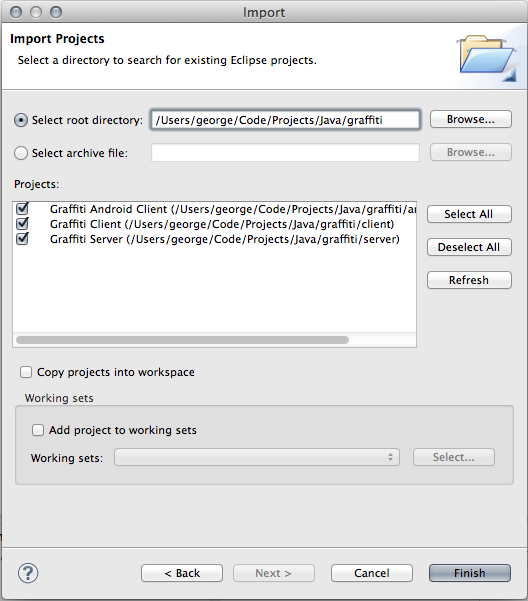 Import
Import Projects
Select a directory to search for existing Eclipse projects.
Select root directory: /Users/george/Code/Projects/Java/graffiti Browse...
Select archive file: Browse...
Projects:
Graffiti Android Client (/Users/george/Code/Projects/Java/graffiti/
Graffiti Client (/Users/george/Code/Projects/Java/graffiti/client)
Graffiti Server (/Users/george/Code/Projects/Java/graffiti/server)
Select All
Deselect All
Refresh
Copy projects into workspace
Working sets
Add project to working sets
Working sets: Select...
? < Back Next > Cancel Finish